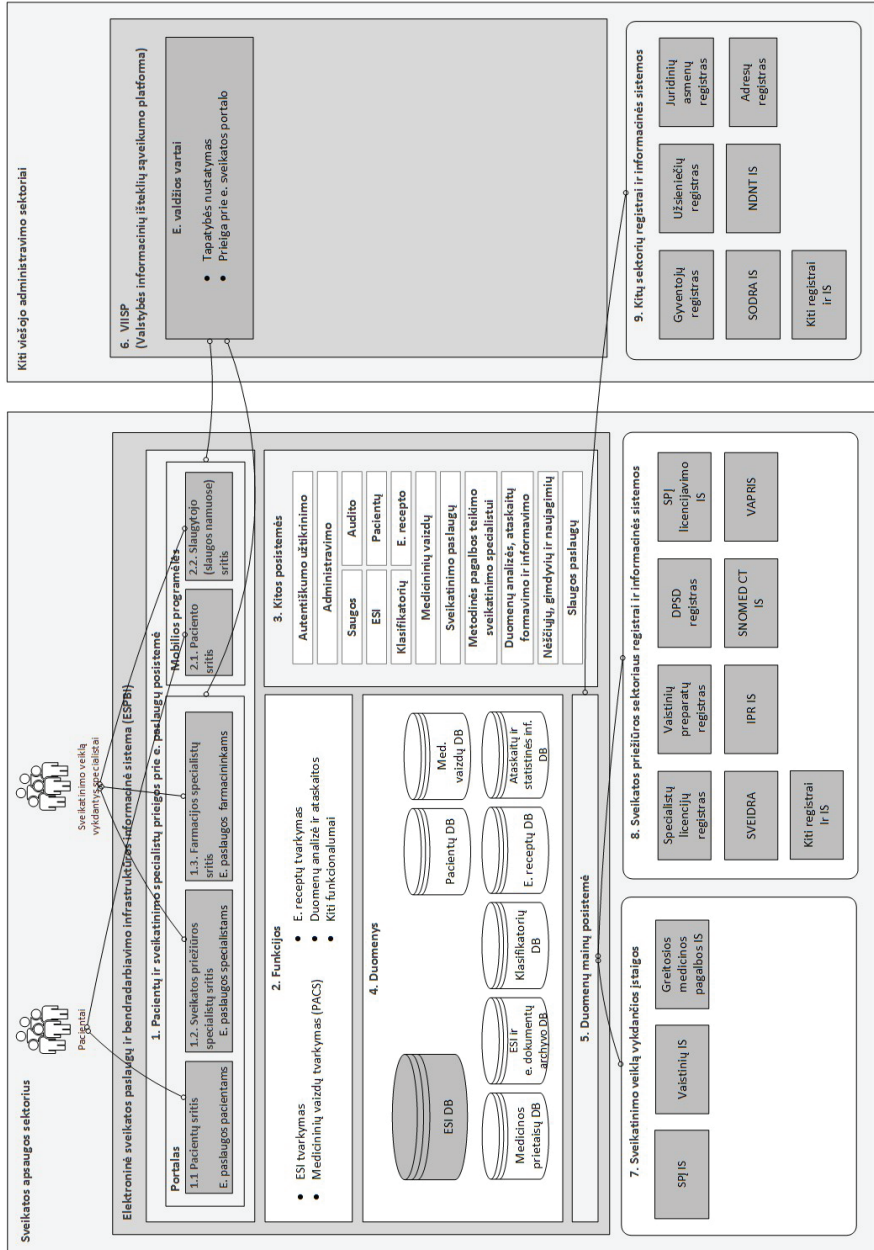 Sveikatos apsaugos sektorius
Pacientai
Sveikatinimo veiklą
vykdantys specialistai
Elektroninė sveikatos paslaugų ir bendradarbiavimo infrastruktūros informacinė sistema (ESPBI)
1. Pacientų ir sveikatinimo specialistų prieigos prie e. paslaugų posistemė
Portalas
1.1 Pacientų sritis
E. paslaugos pacientams
1.2. Sveikatos priežiūros
specialistų sritis
E. paslaugos specialistams
1.3. Farmacijos specialistų
sritis
E. paslaugos farmacininkams
Mobilios programėlės
2.1. Paciento
sritis
2.2. Slaugytojo
(slaugos namuose)
sritis
2. Funkcijos
• ESI tvarkymas
• Medicininių vaizdų tvarkymas (PACS)
• E. receptų tvarkymas
• Duomenų analizė ir ataskaitos
• Kiti funkcionalumai
3. Kitos posistemės
Autentiškumo užtikrinimo
Administravimo
Saugos
Audito
ESI
Pacientų
Klasifikatorių
E. recepto
Medicininių vaizdų
Sveikatinimo paslaugų
Metodinės pagalbos teikimo
sveikatinimo specialistui
Duomenų analizės, ataskaitų
formavimo ir informavimo
Nėščiųjų, gimdyvių ir naujagimių
Slaugos paslaugų
4. Duomenys
ESI DB
Pacientų DB
Med.
vaizdų DB
Medicinos
prietaisų DB
ESI ir
e. dokumentų
archyvo DB
Klasifikatorių
DB
E. receptų DB
Ataskaitų ir
statistinės inf.
DB
5. Duomenų mainų posistemė
7. Sveikatinimo veiklą vykdančios įstaigos
SPĮ IS
Vaistinių IS
Greitosios
medicinos
pagalbos IS
8. Sveikatos priežiūros sektoriaus registrai ir informacinės sistemos
Specialistų
licencijų
registras
Vaistinių
preparatų
registras
DPSD
registras
SPĮ
licencijavimo
IS
SVEIDRA
IPR IS
SNOMED CT
IS
VAPRIS
Kiti registrai
Ir IS
Kiti viešojo administravimo sektoriai
6. VIISP
(Valstybės informacinių išteklių sąveikumo platforma)
E. valdžios vartai
• Tapatybės nustatymas
• Prieiga prie e. sveikatos portalo
9. Kitų sektorių registrai ir informacinės sistemos
Gyventojų
registras
Užsieniečių
registras
Juridinių
asmenų
registras
SODRA IS
NDNT IS
Adresų
registras
Kiti registrai
ir IS